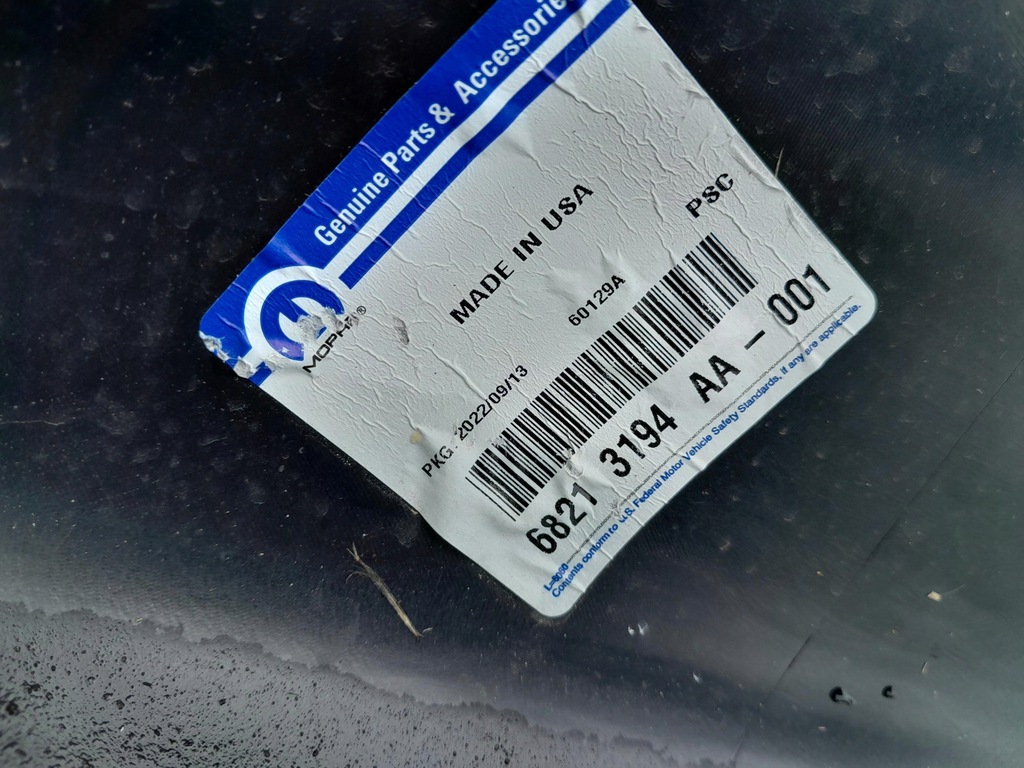 Genuine Parts & Accessories
MOPAR®
MADE IN USA
PSC
60129A
PKG 2022/09/13
6821 3194 AA - 001
L=6060
Contents conform to U.S. Federal Motor Vehicle Safety Standards, if any are applicable.